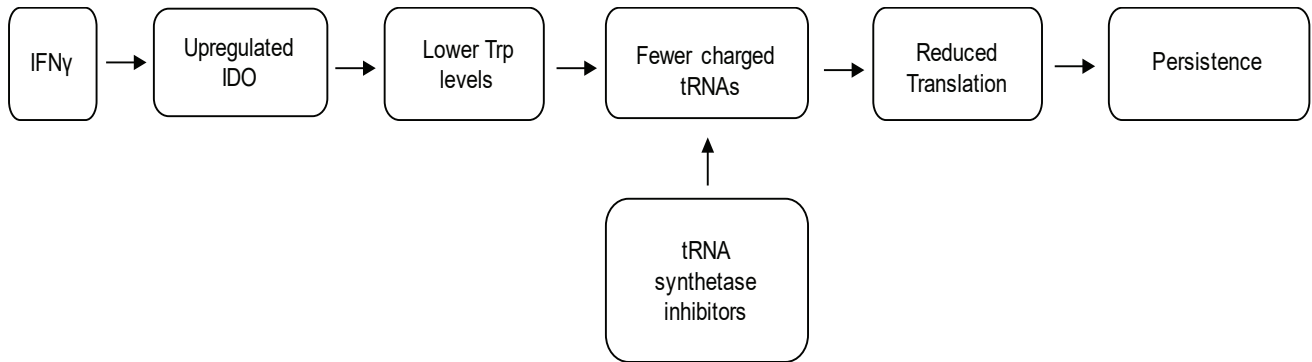 IFNγ
Upregulated
IDO
Lower Trp
levels
Fewer charged
tRNAs
Reduced
Translation
Persistence
tRNA
synthetase
inhibitors